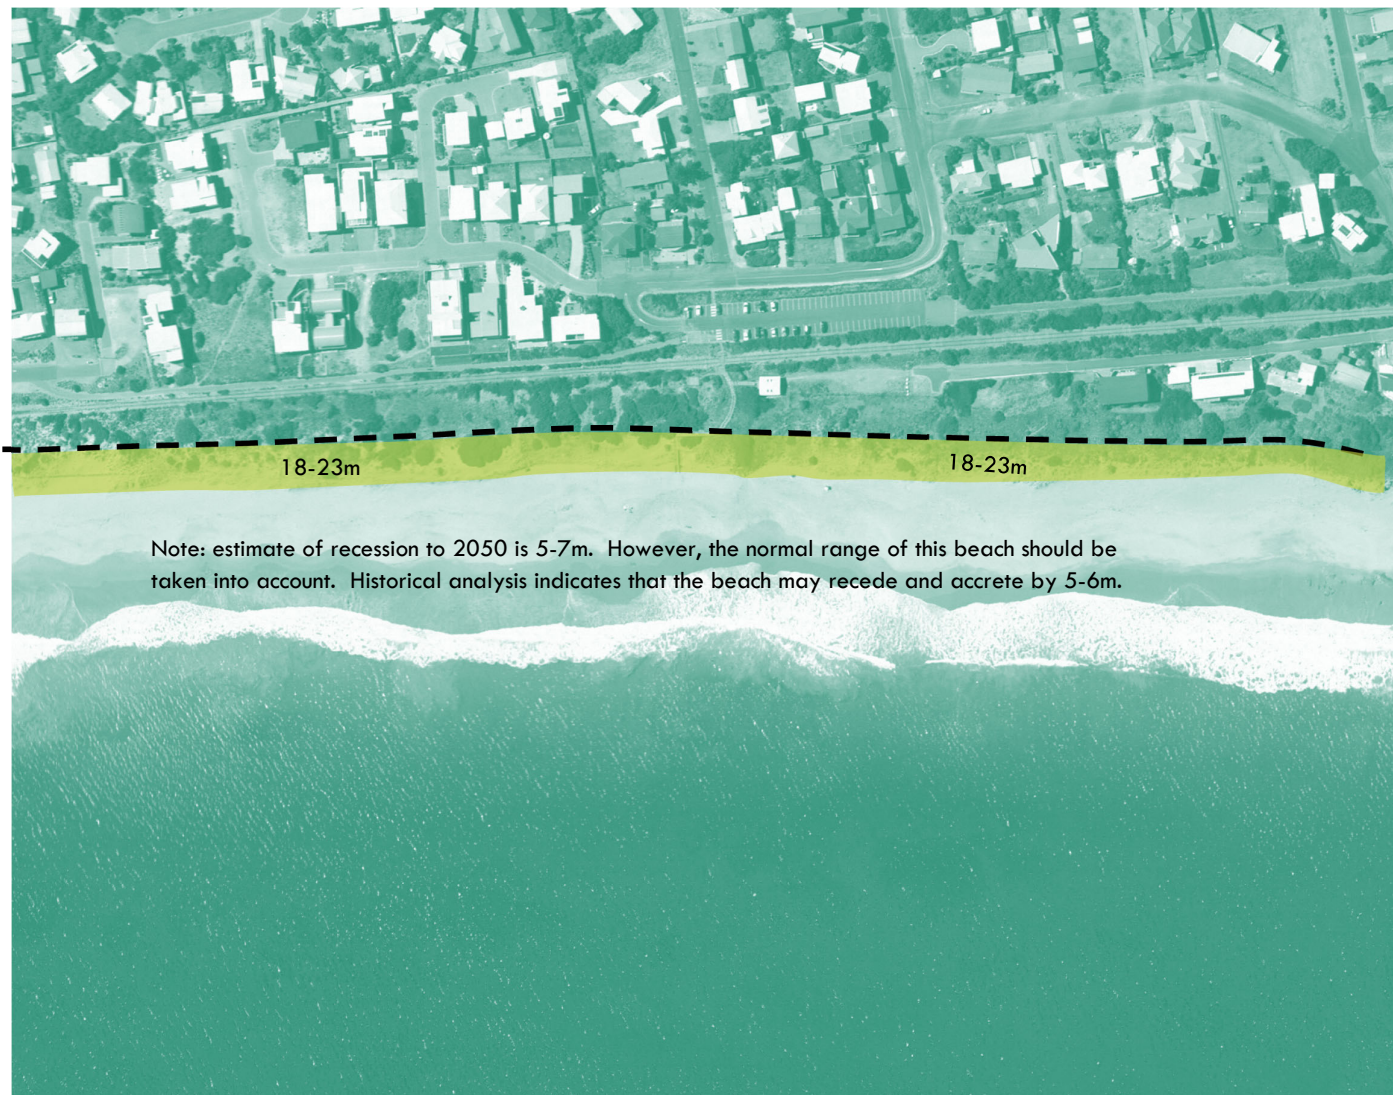 18-23m
18-23m
Note: estimate of recession to 2050 is 5-7m. However, the normal range of this beach should be
taken into account. Historical analysis indicates that the beach may recede and accrete by 5-6m.